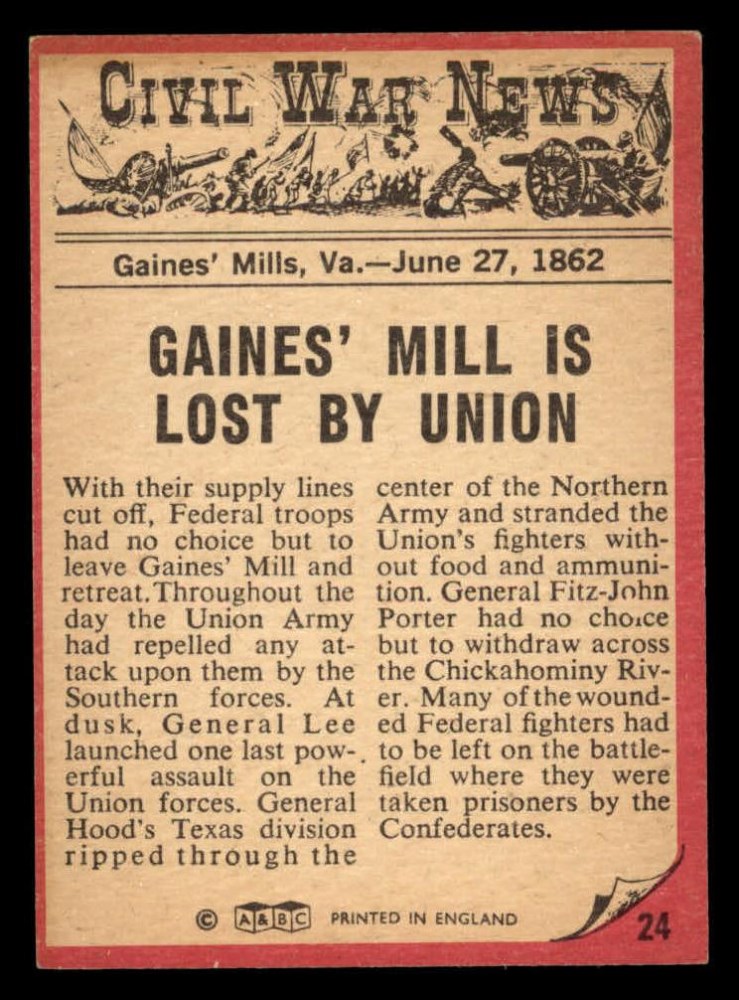 CIVIL WAR NEWS
Gaines' Mills, Va.—June 27, 1862
GAINES' MILL IS
LOST BY UNION
With their supply lines
cut off, Federal troops
had no choice but to
leave Gaines' Mill and
retreat. Throughout the
day the Union Army
had repelled any at-
tack upon them by the
Southern forces. At
dusk, General Lee
launched one last pow-
erful assault on the
Union forces. General
Hood's Texas division
ripped through the
center of the Northern
Army and stranded the
Union's fighters with-
out food and ammuni-
tion. General Fitz-John
Porter had no choice
but to withdraw across
the Chickahominy Riv-
er. Many of the wound-
ed Federal fighters had
to be left on the battle-
field where they were
taken prisoners by the
Confederates.
© A&BC PRINTED IN ENGLAND
24